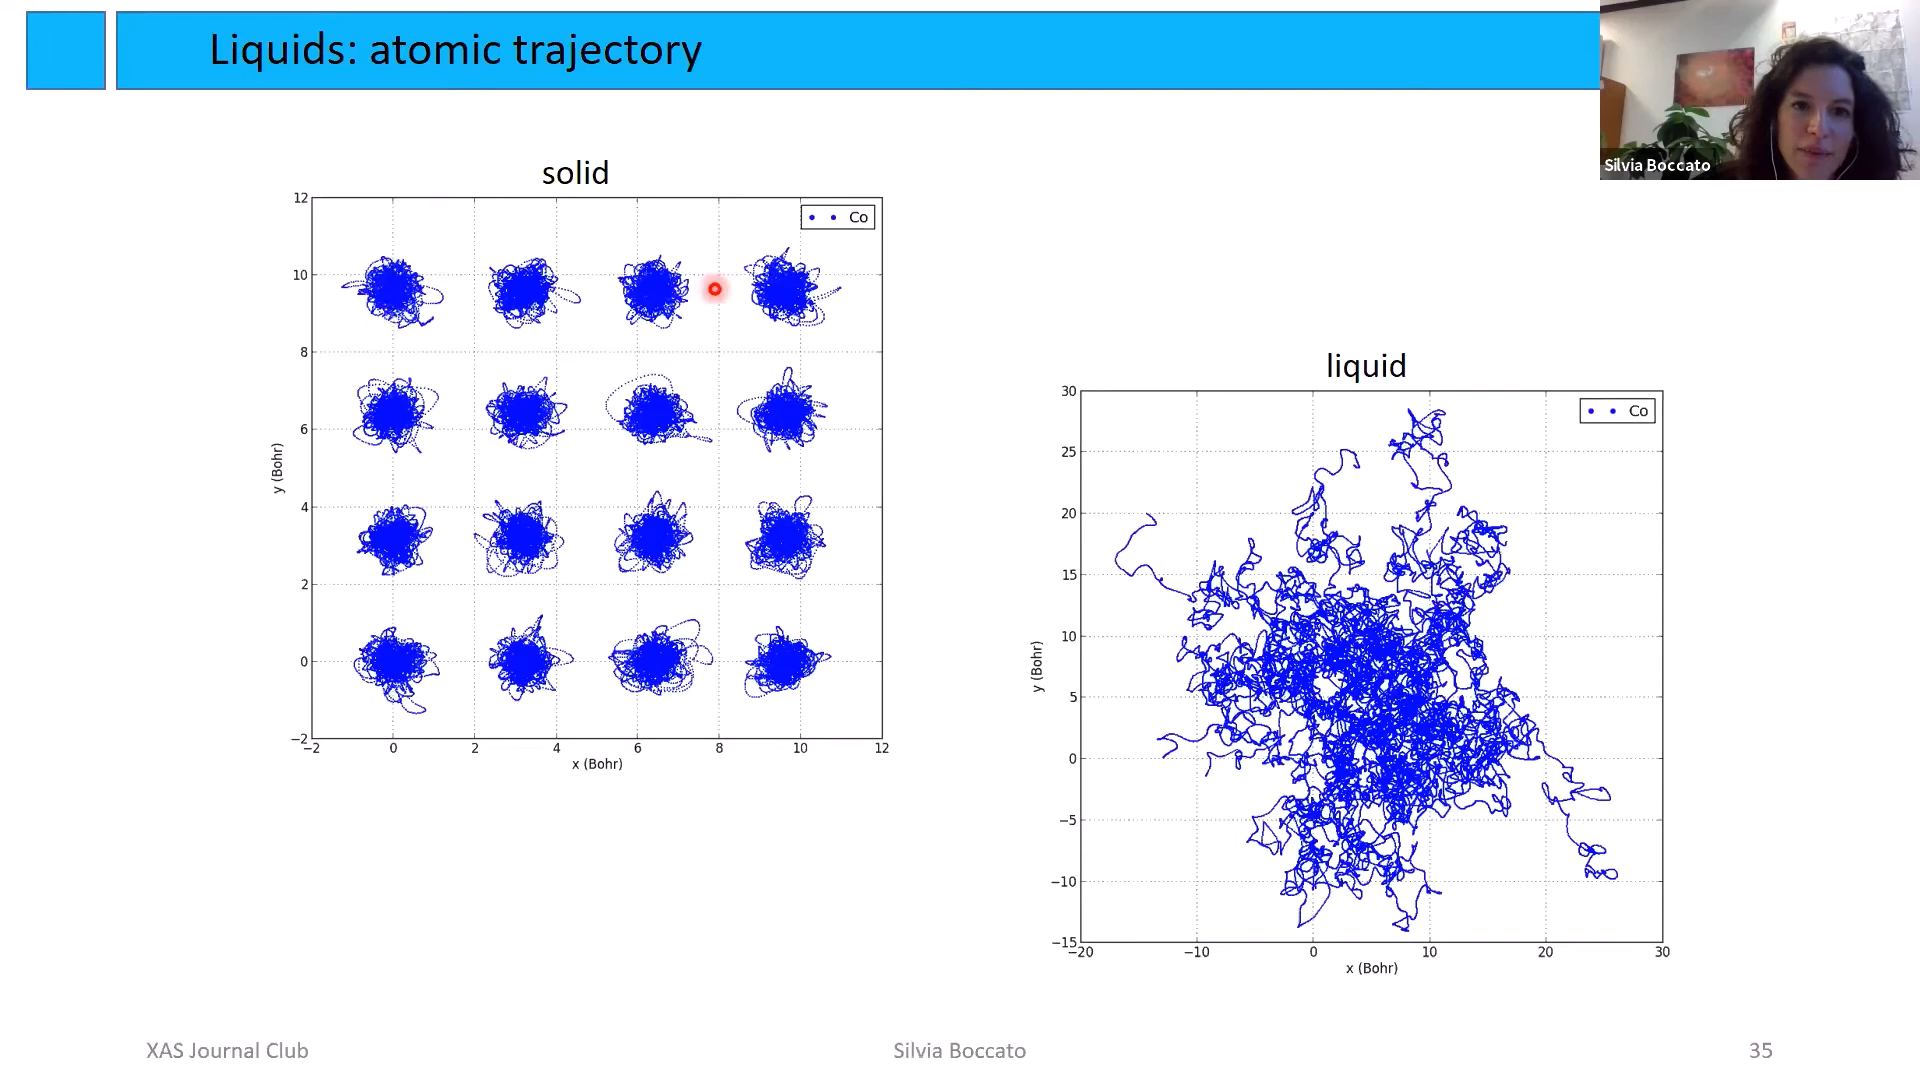 Liquids: atomic trajectory
Silvia Boccato
solid
12
10
8
6
4
2
0
−2
y (Bohr)
Co
−2
0
2
4
6
8
10
12
x (Bohr)
liquid
30
25
20
15
10
5
0
−5
−10
−15
y (Bohr)
Co
−20
−10
0
10
20
30
x (Bohr)
XAS Journal Club
Silvia Boccato
35